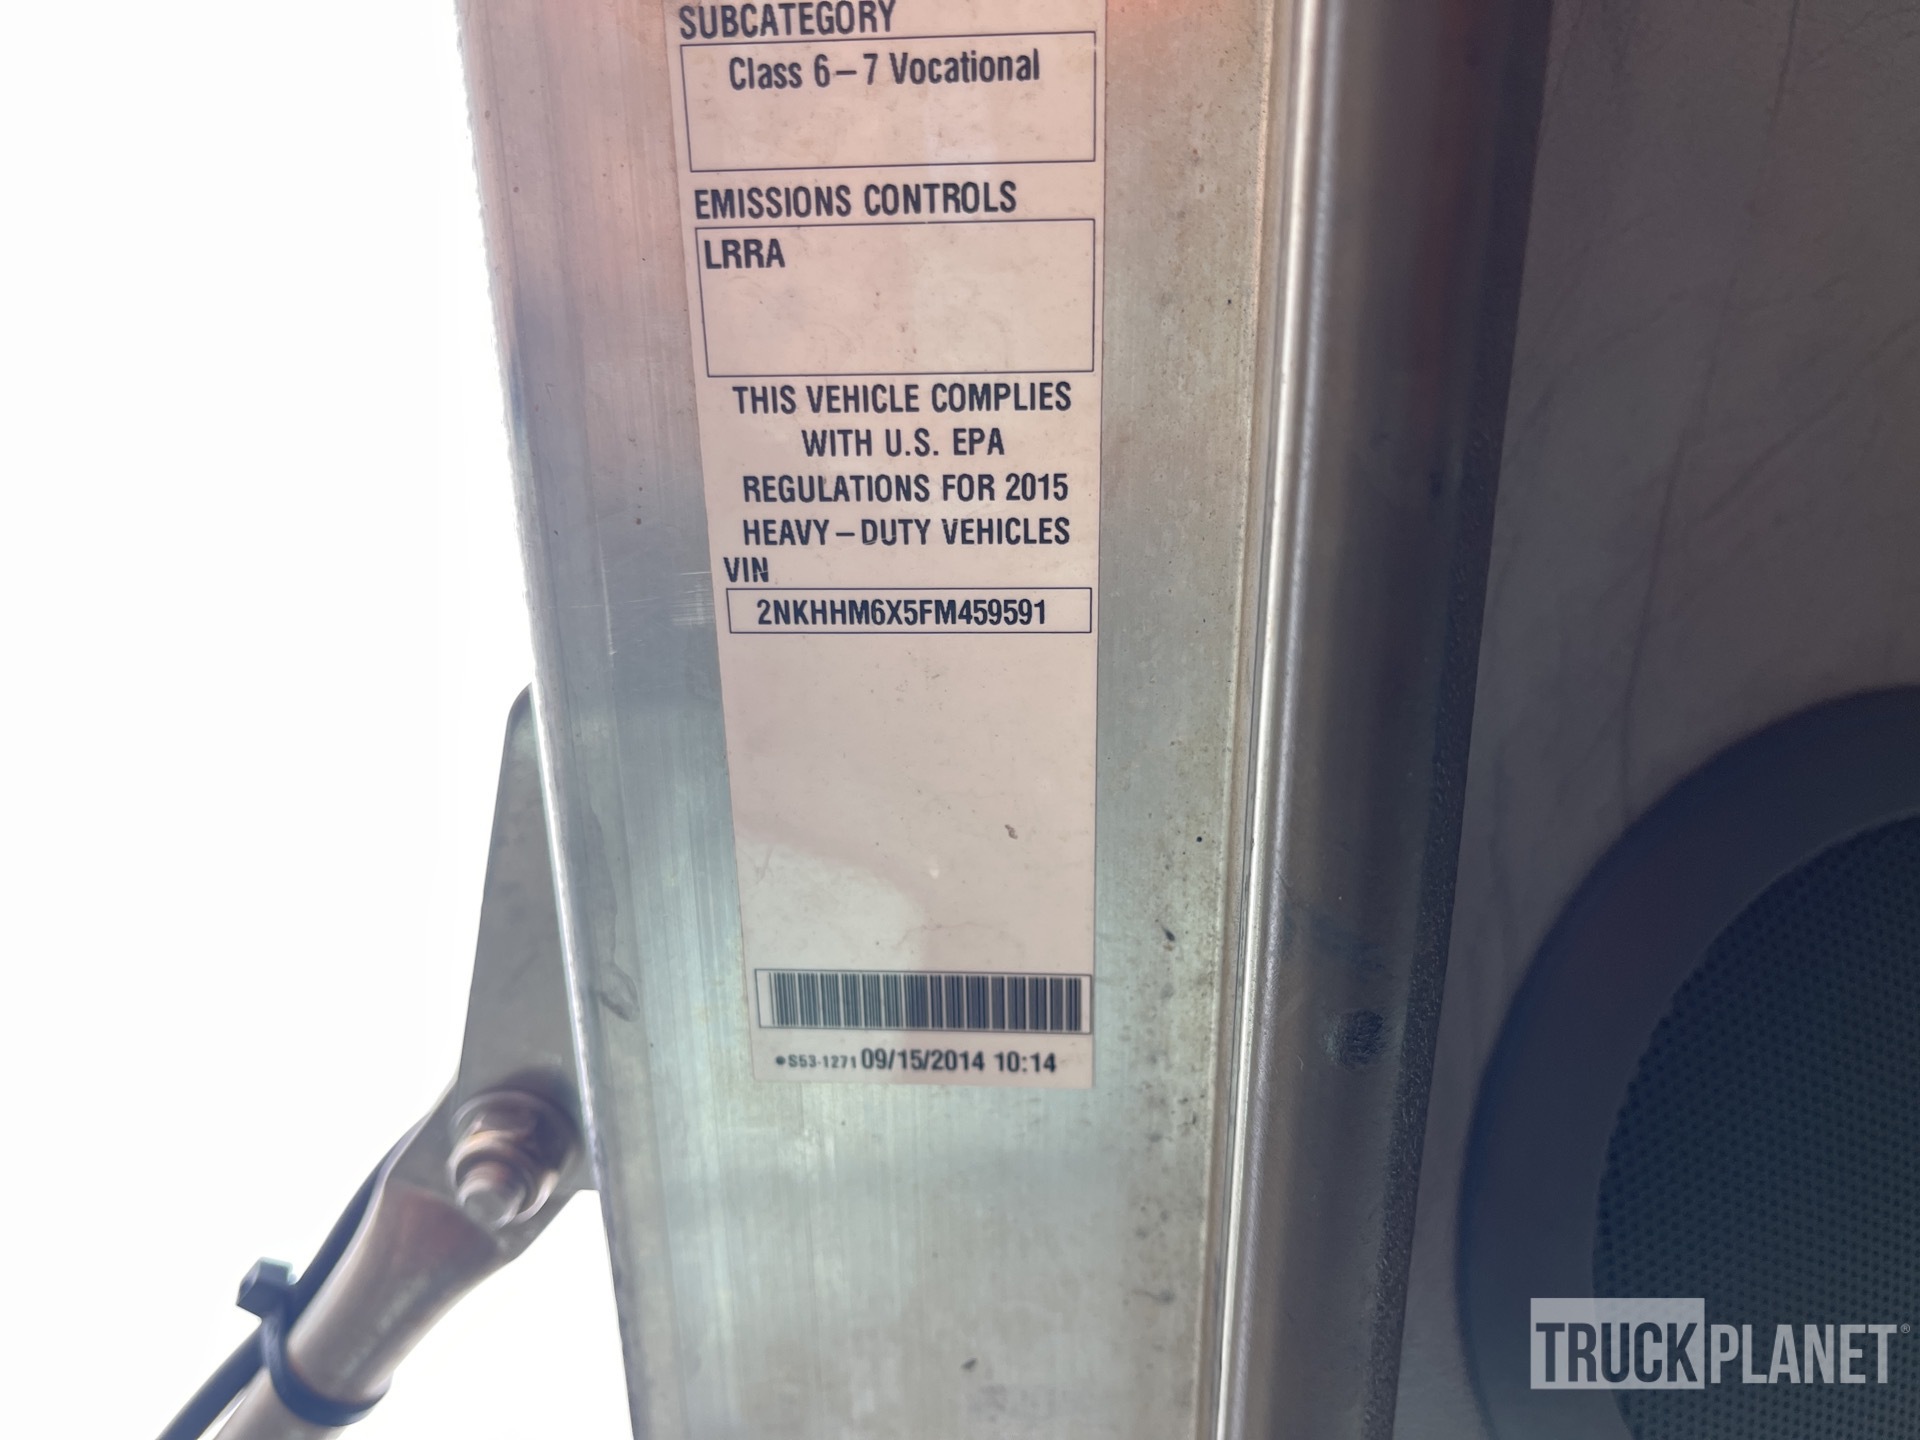 SUBCATEGORY
Class 6-7 Vocational
EMISSIONS CONTROLS
LRRA
THIS VEHICLE COMPLIES
WITH U.S. EPA
REGULATIONS FOR 2015
HEAVY-DUTY VEHICLES
VIN
2NKHHM6X5FM459591
•S53-1271 09/15/2014 10:14
TRUCKPLANET®